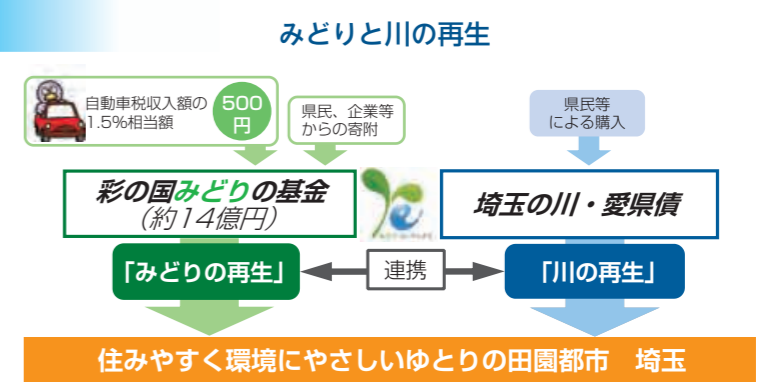 みどりと川の再生
自動車税収入額の
1.5%相当額
500
円
県民、企業等
からの寄附
県民等
による購入
彩の国みどりの基金
（約14億円）
埼玉の川・愛県債
「みどりの再生」
連携
「川の再生」
住みやすく環境にやさしいゆとりの田園都市　埼玉